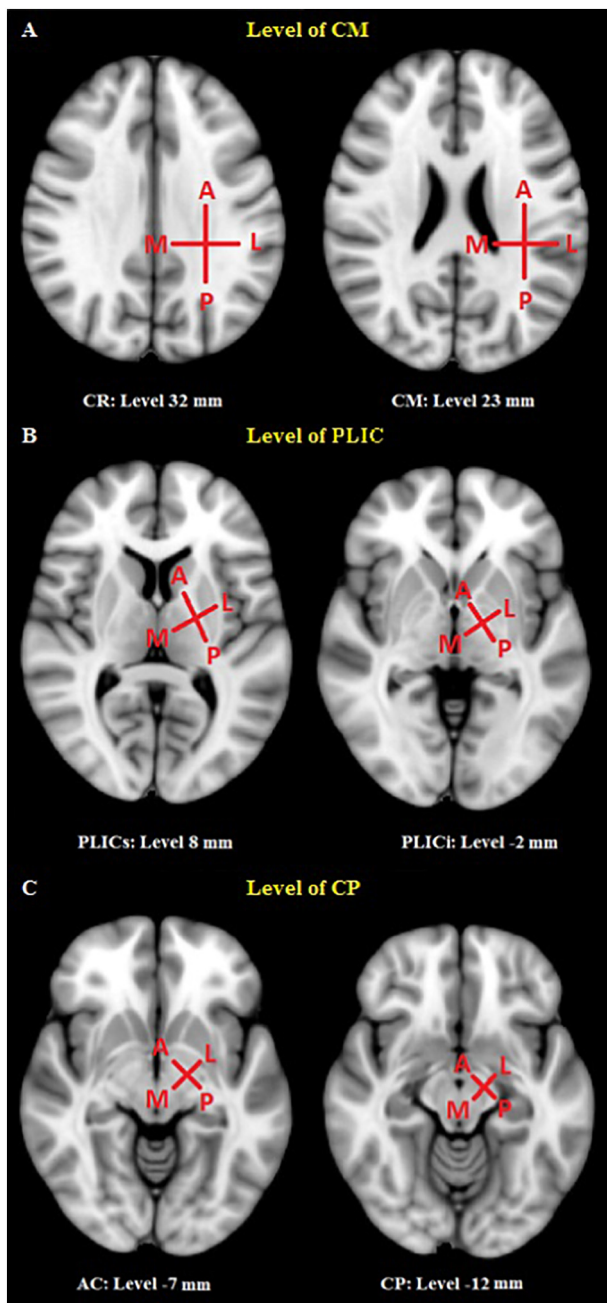 A Level of CM
A A
M L M L
P P
CR: Level 32 mm CM: Level 23 mm
B Level of PLIC
A L A L
M P M P
PLICs: Level 8 mm PLICi: Level -2 mm
C Level of CP
A L A L
M P M P
AC: Level -7 mm CP: Level -12 mm